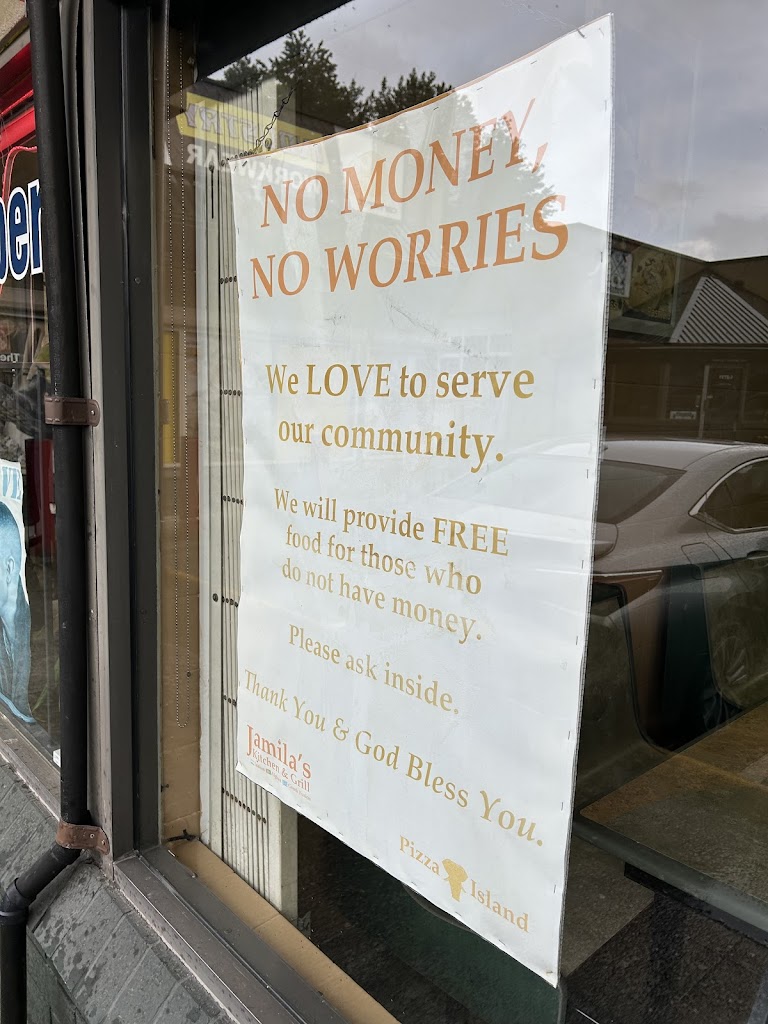 NO MONEY,
NO WORRIES
We LOVE to serve
our community.
We will provide FREE
food for those who
do not have money.
Please ask inside.
Thank You & God Bless You.
Jamila's
Kitchen & Grill
Pizza Island